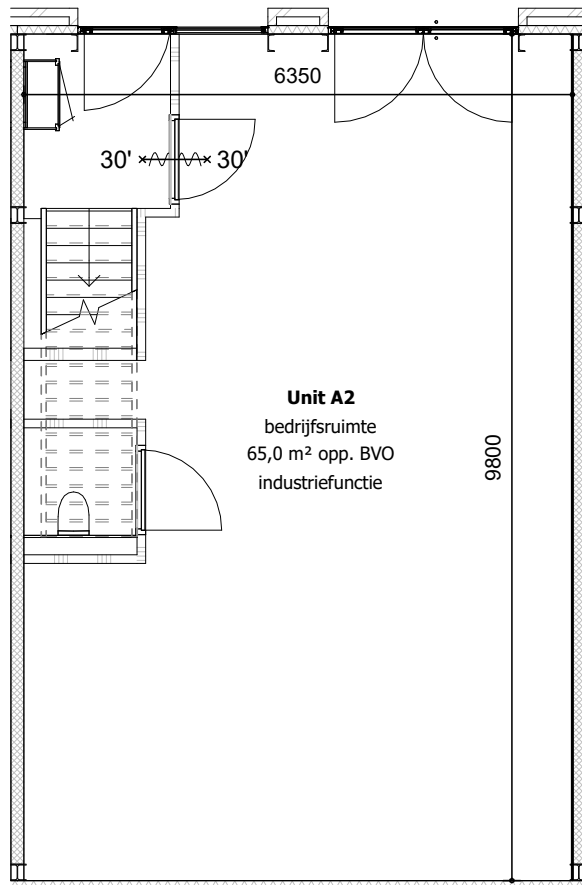 6350
30' 30'
Unit A2
bedrijfsruimte
65,0 m² opp. BVO
industriefunctie
9800